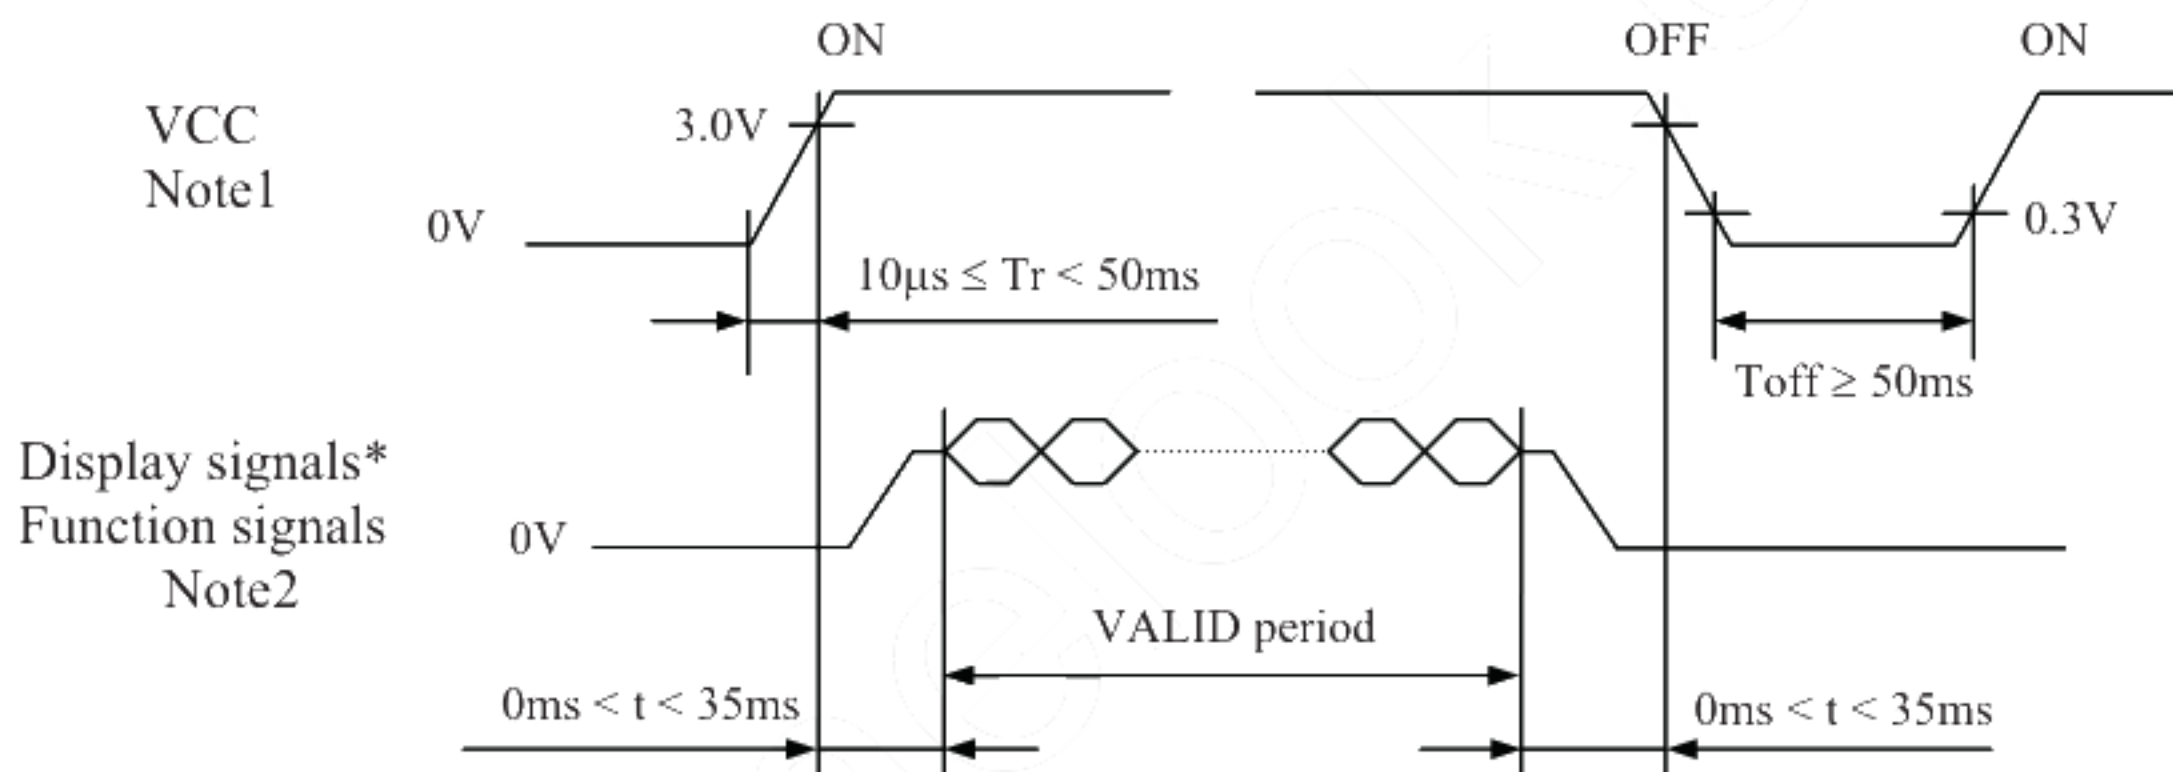 ON
OFF
ON
VCC
Note1
3.0V
0V
0.3V
10μs ≤ Tr < 50ms
Toff ≥ 50ms
Display signals*
Function signals
Note2
0V
VALID period
0ms < t < 35ms
0ms < t < 35ms